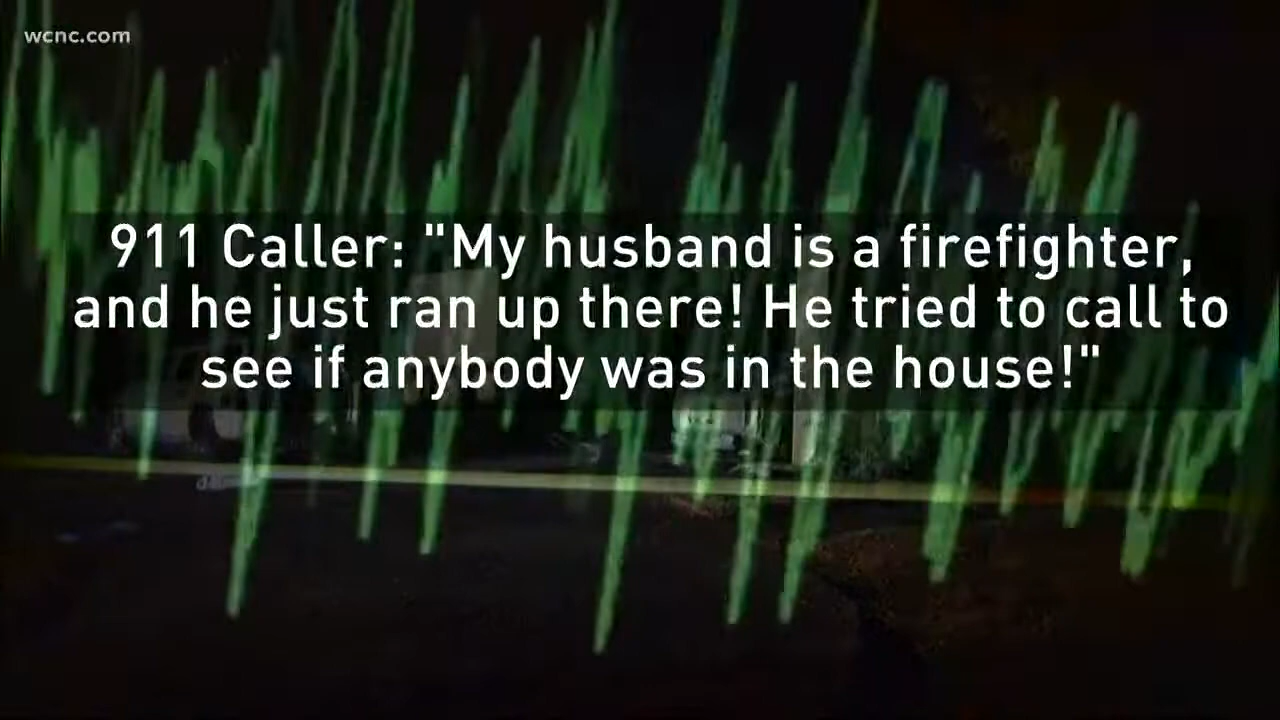 wcnc.com
911 Caller: "My husband is a firefighter,
and he just ran up there! He tried to call to
see if anybody was in the house!"